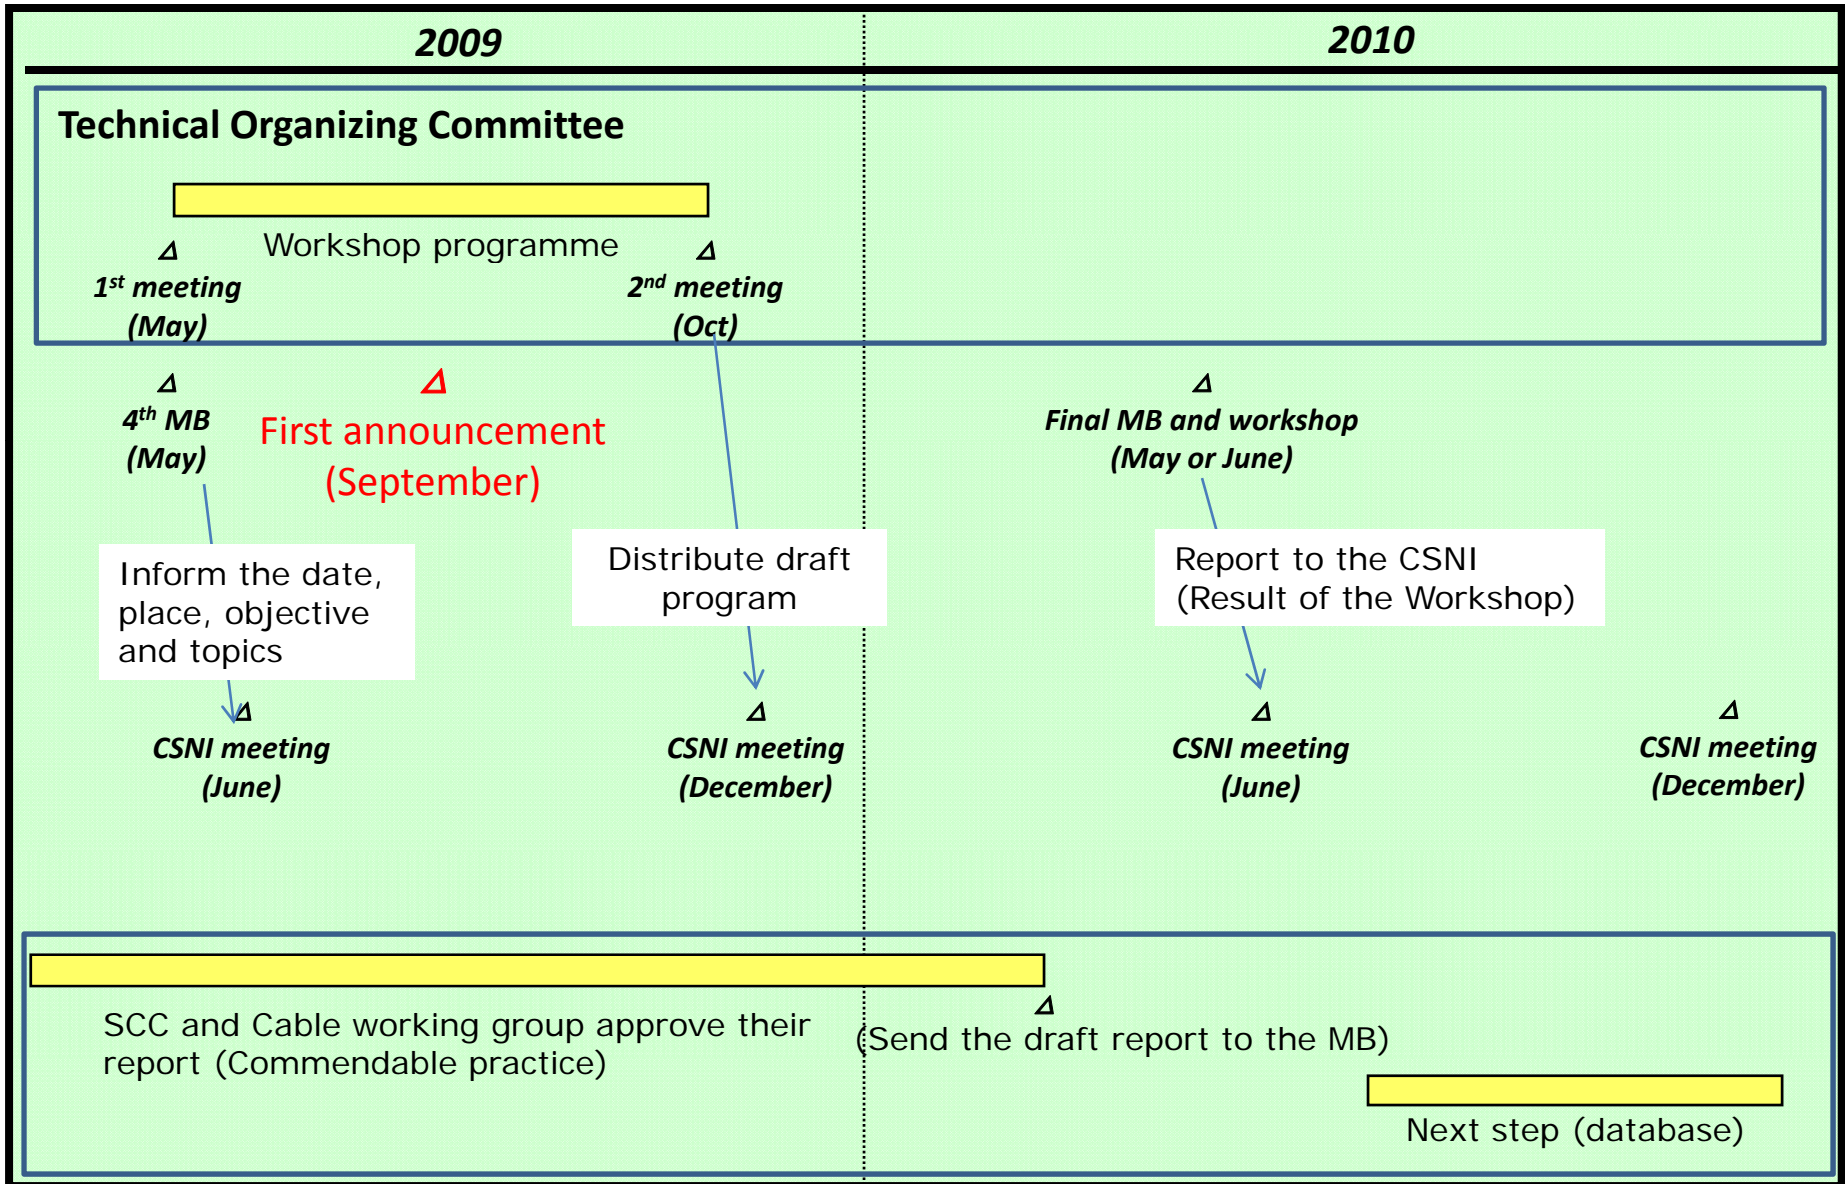 2009
2010
Technical Organizing Committee
Workshop programme
1st meeting
(May)
2nd meeting
(Oct)
4th MB
(May)
First announcement
(September)
Final MB and workshop
(May or June)
Inform the date,
place, objective
and topics
Distribute draft
program
Report to the CSNI
(Result of the Workshop)
CSNI meeting
(June)
CSNI meeting
(December)
CSNI meeting
(June)
CSNI meeting
(December)
SCC and Cable working group approve their
report (Commendable practice)
(Send the draft report to the MB)
Next step (database)